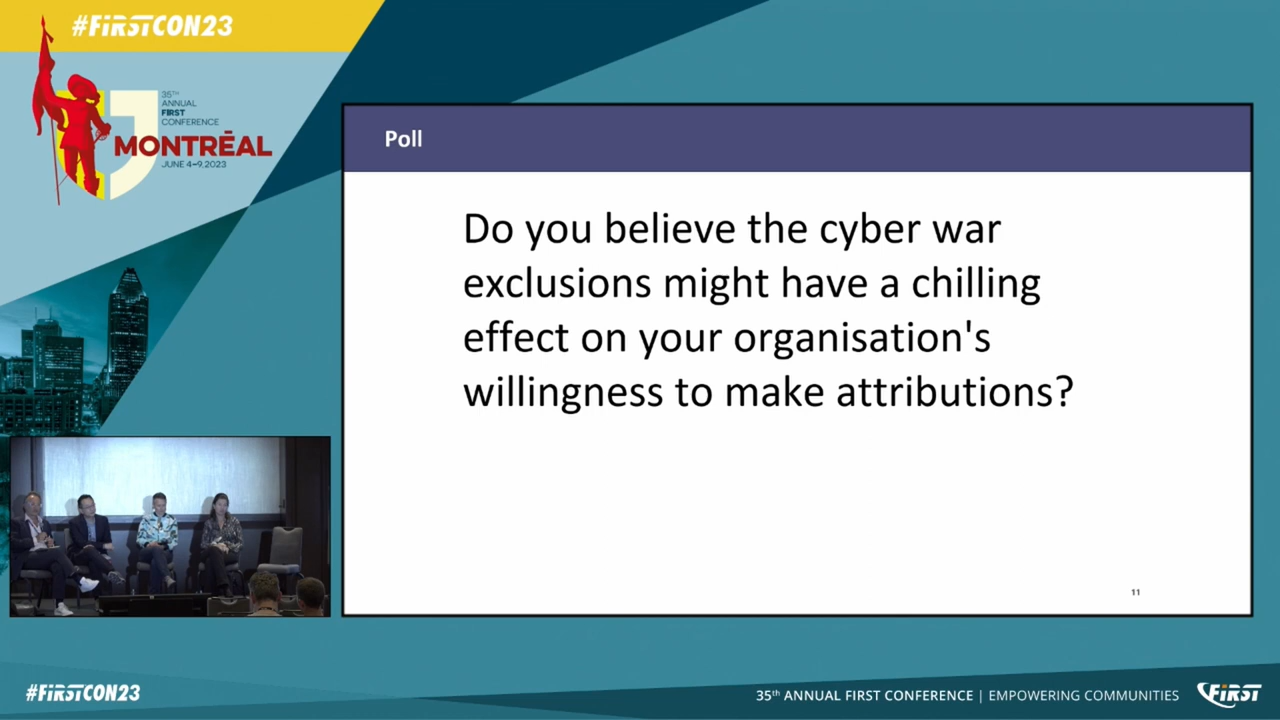 #FiRSTCON23
35TH
ANNUAL
FIRST
CONFERENCE
MONTRĒAL
JUNE 4–9, 2023
Poll
Do you believe the cyber war
exclusions might have a chilling
effect on your organisation's
willingness to make attributions?
11
#FiRSTCON23
35th ANNUAL FIRST CONFERENCE | EMPOWERING COMMUNITIES
FiRST